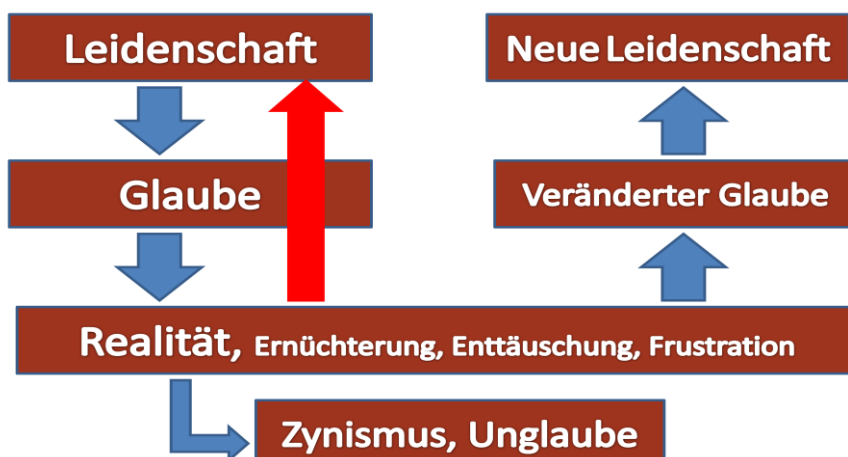 Leidenschaft
Neue Leidenschaft
Glaube
Veränderter Glaube
Realität, Ernüchterung, Enttäuschung, Frustration
Zynismus, Unglaube